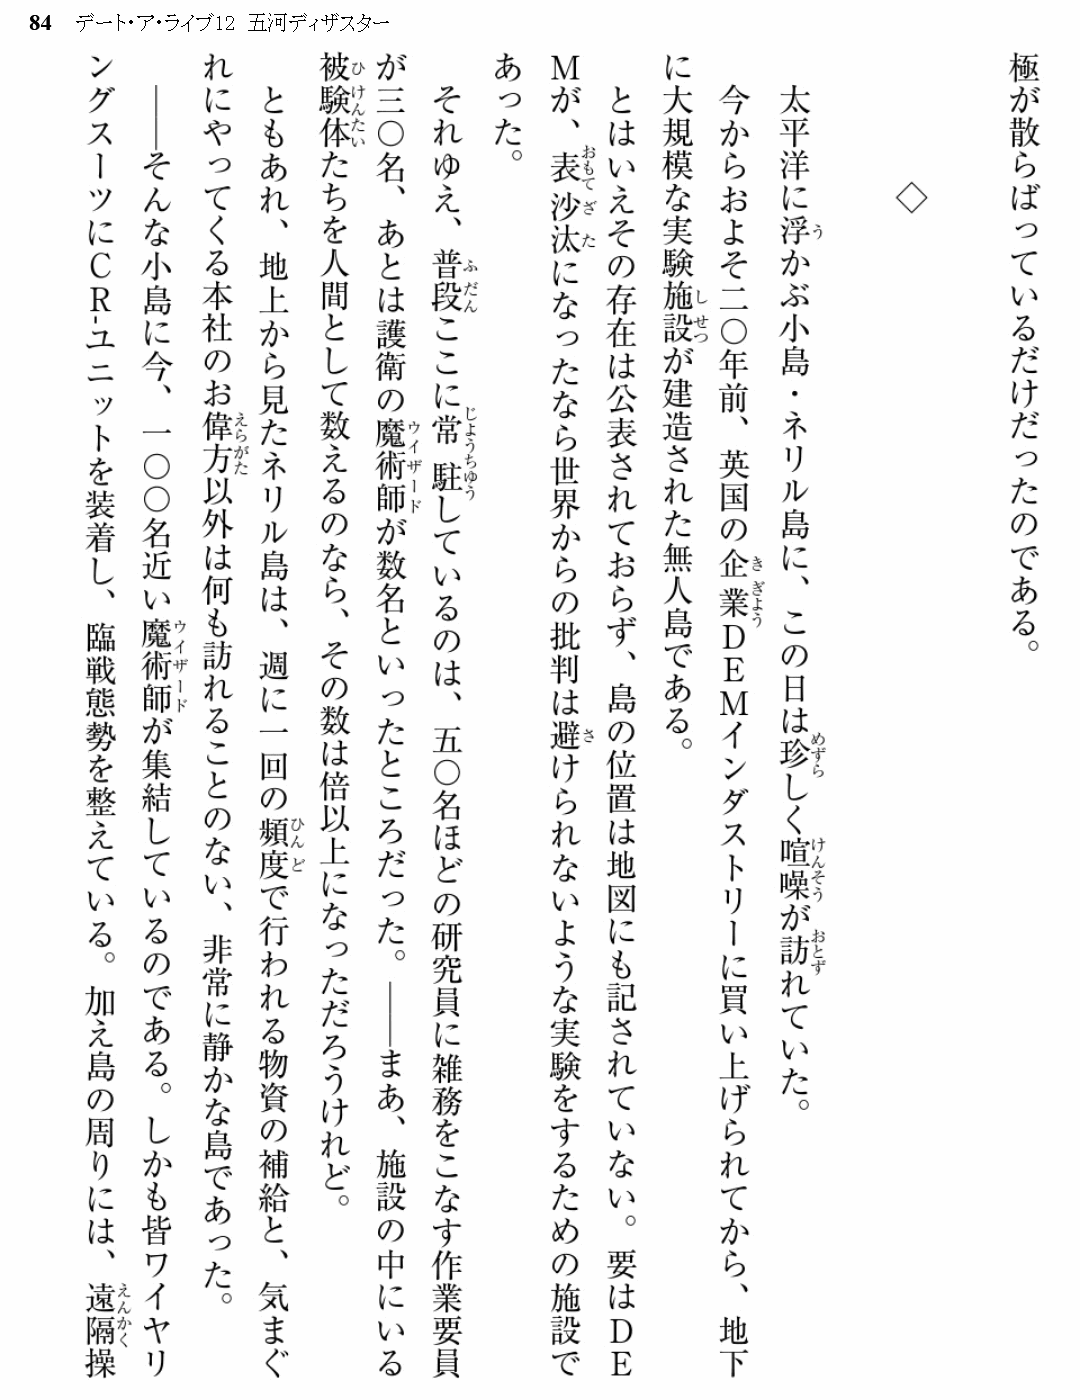 84 デート・ア・ライブ12 五河ディザスター
極が散らばっているだけだったのである。
◇
太平洋に浮かぶ小島・ネリル島に、この日は珍しく喧噪が訪れていた。
今からおよそ二〇年前、英国の企業ＤＥＭインダストリーに買い上げられてから、地下
に大規模な実験施設が建造された無人島である。
とはいえその存在は公表されておらず、島の位置は地図にも記されていない。要はＤＥ
Ｍが、表沙汰になったなら世界からの批判は避けられないような実験をするための施設で
あった。
それゆえ、普段ここに常駐しているのは、五〇名ほどの研究員に雑務をこなす作業要員
が三〇名、あとは護衛の魔術師が数名といったところだった。――まあ、施設の中にいる
被験体たちを人間として数えるのなら、その数は倍以上になっただろうけれど。
ともあれ、地上から見たネリル島は、週に一回の頻度で行われる物資の補給と、気まぐ
れにやってくる本社のお偉方以外は何も訪れることのない、非常に静かな島であった。
――そんな小島に今、一〇〇名近い魔術師が集結しているのである。しかも皆ワイヤリ
ングスーツにＣＲ-ユニットを装着し、臨戦態勢を整えている。加え島の周りには、遠隔操